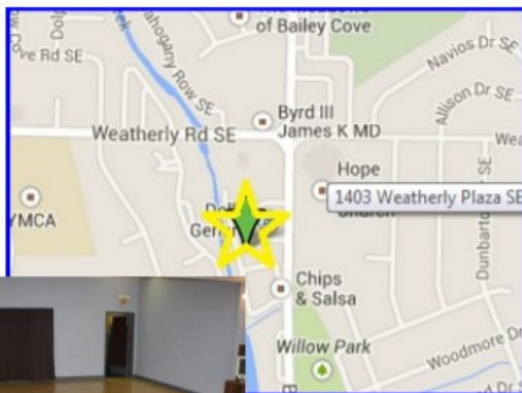 of Bailey Cove
Cove Rd SE
Mahogany Row SE
Navios Dr SE
Allison Dr SE
Byrd III
James K MD
Weatherly Rd SE
Hope
1403 Weatherly Plaza SE
YMCA
Dunbarton
SE
Chips
& Salsa
Willow Park
Woodmore Dr